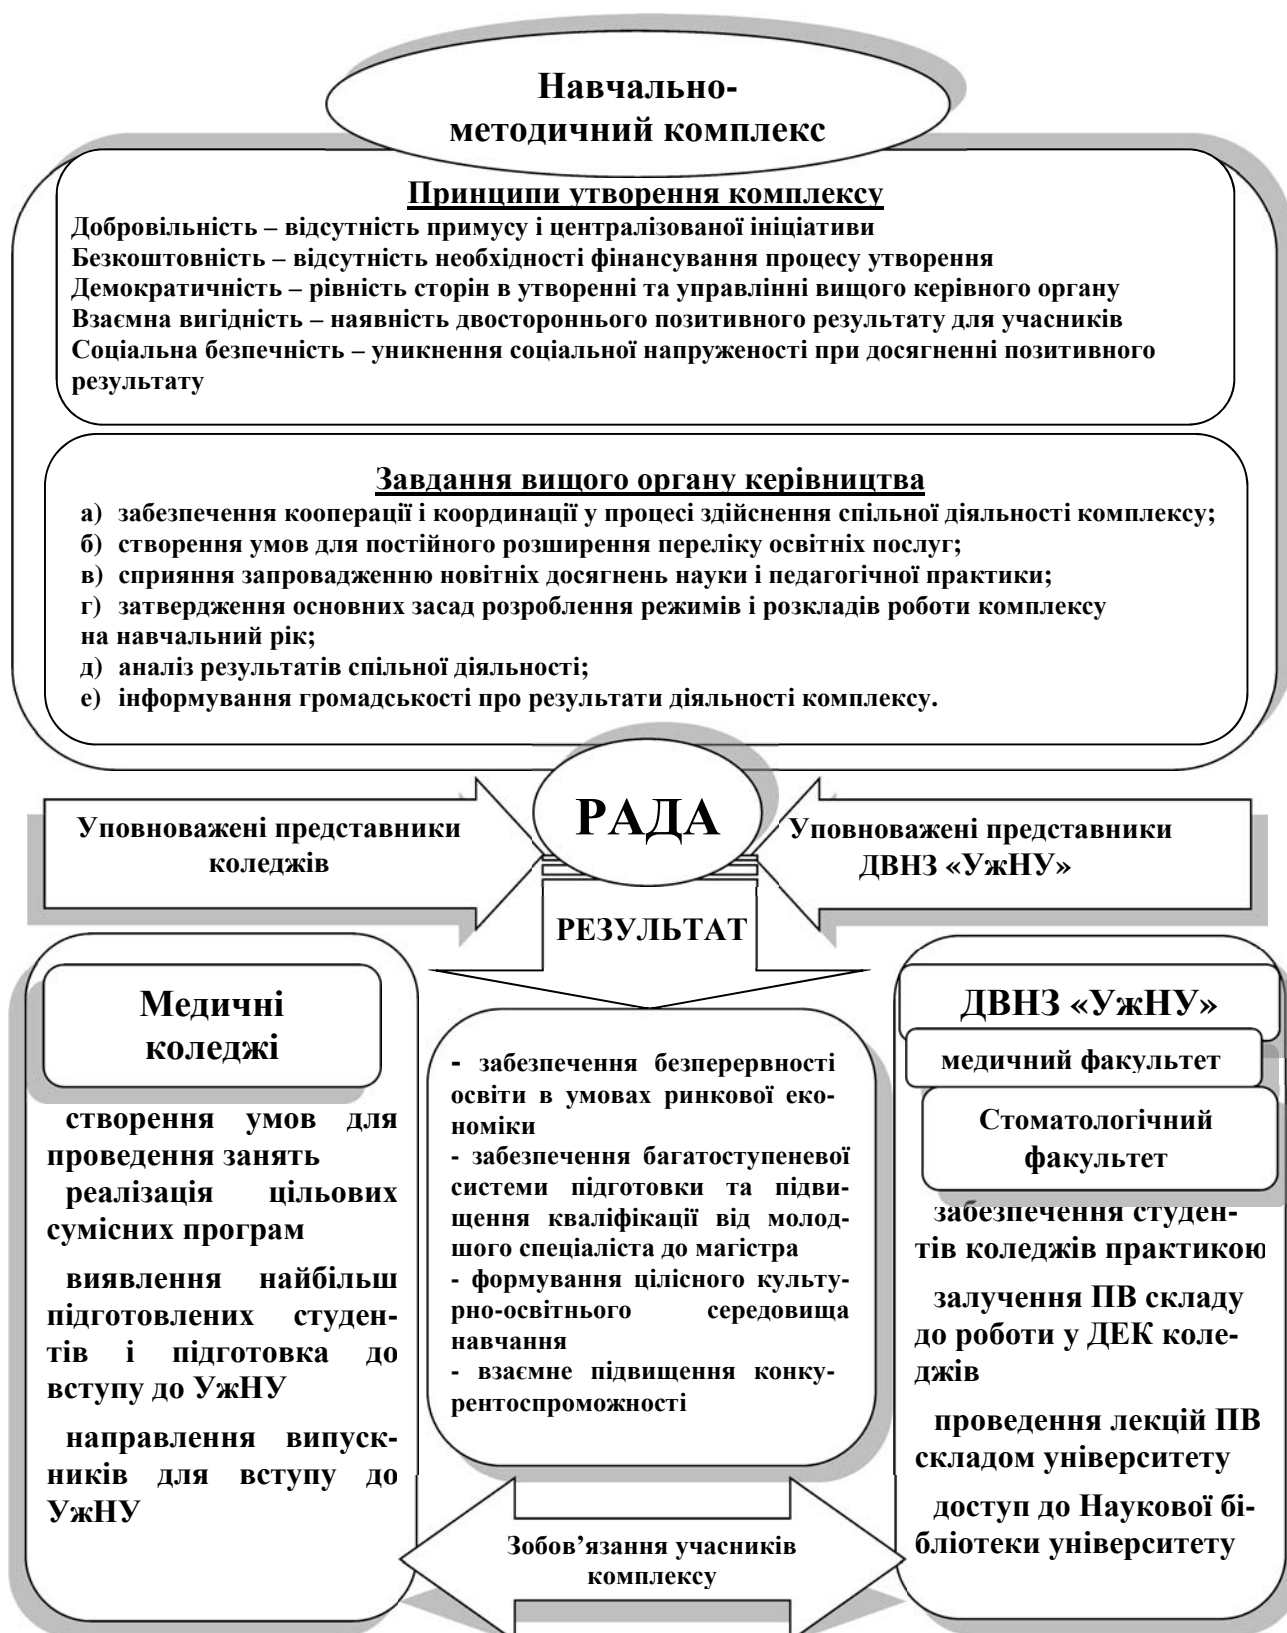 Навчально-
методичний комплекс
Принципи утворення комплексу
Добровільність – відсутність примусу і централізованої ініціативи
Безкоштовність – відсутність необхідності фінансування процесу утворення
Демократичність – рівність сторін в утворенні та управлінні вищого керівного органу
Взаємна вигідність – наявність двостороннього позитивного результату для учасників
Соціальна безпечність – уникнення соціальної напруженості при досягненні позитивного
результату
Завдання вищого органу керівництва
а) забезпечення кооперації і координації у процесі здійснення спільної діяльності комплексу;
б) створення умов для постійного розширення переліку освітніх послуг;
в) сприяння запровадженню новітніх досягнень науки і педагогічної практики;
г) затвердження основних засад розроблення режимів і розкладів роботи комплексу
на навчальний рік;
д) аналіз результатів спільної діяльності;
е) інформування громадськості про результати діяльності комплексу.
РАДА
Уповноважені представники
коледжів
Уповноважені представники
ДВНЗ «УжНУ»
РЕЗУЛЬТАТ
Медичні
коледжі
створення умов для
проведення занять
реалізація цільових
сумісних програм
виявлення найбільш
підготовлених студен-
тів і підготовка до
вступу до УжНУ
направлення випуск-
ників для вступу до
УжНУ
- забезпечення безперервності
освіти в умовах ринкової еко-
номіки
- забезпечення багатоступеневої
системи підготовки та підви-
щення кваліфікації від молод-
шого спеціаліста до магістра
- формування цілісного культу-
рно-освітнього середовища
навчання
- взаємне підвищення конку-
рентоспроможності
ДВНЗ «УжНУ»
медичний факультет
Стоматологічний
факультет
забезпечення студен-
тів коледжів практикою
залучення ПВ складу
до роботи у ДЕК коле-
джів
проведення лекцій ПВ
складом університету
доступ до Наукової бі-
бліотеки університету
Зобов’язання учасників
комплексу